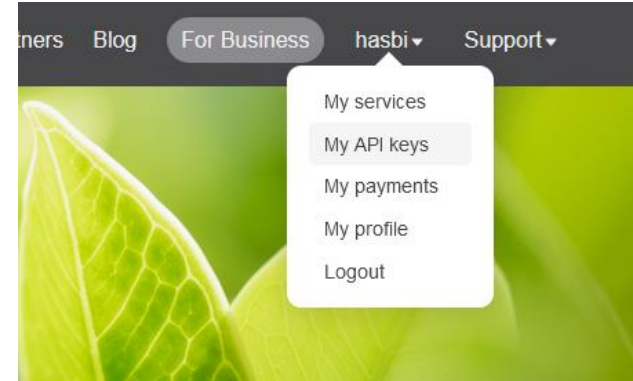 tners Blog For Business hasbi Support
My services
My API keys
My payments
My profile
Logout